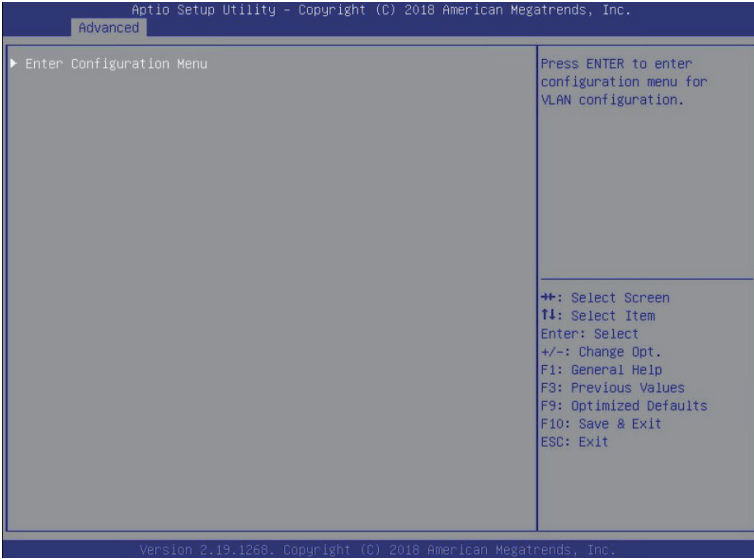 Aptio Setup Utility – Copyright (C) 2018 American Megatrends, Inc.
Advanced
▶ Enter Configuration Menu
Press ENTER to enter
configuration menu for
VLAN configuration.
→←: Select Screen
↑↓: Select Item
Enter: Select
+/-: Change Opt.
F1: General Help
F3: Previous Values
F9: Optimized Defaults
F10: Save & Exit
ESC: Exit
Version 2.19.1268. Copyright (C) 2018 American Megatrends, Inc.